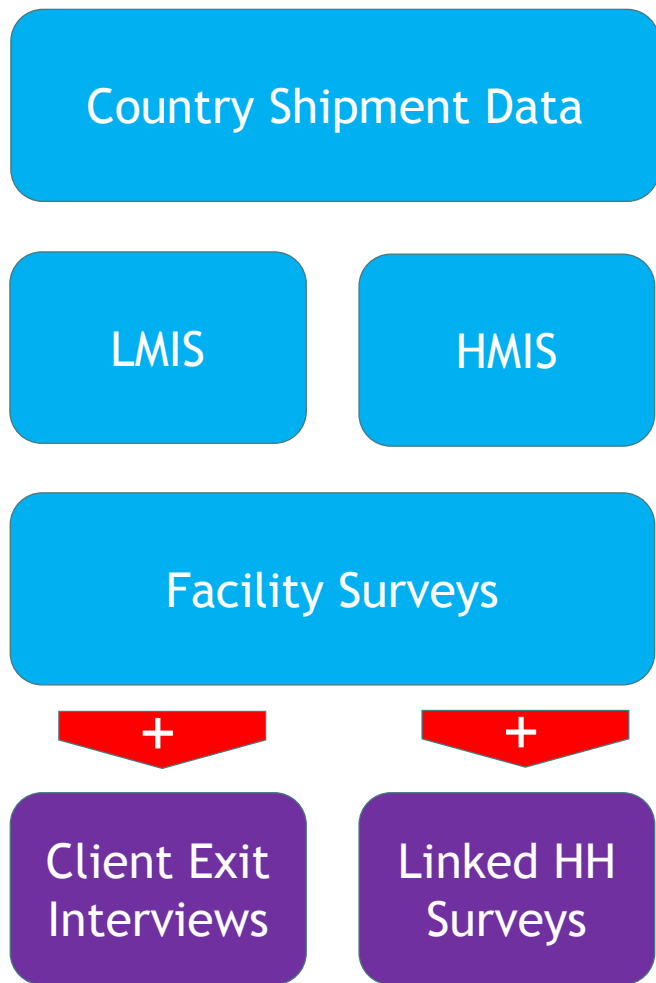 Country Shipment Data
LMIS
HMIS
Facility Surveys
+
+
Client Exit
Interviews
Linked HH
Surveys